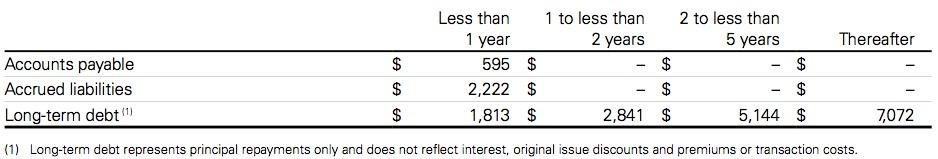 Less than 1 to less than 2 to less than
1 year 2 years 5 years Thereafter
Accounts payable $ 595 $ – $ – $ –
Accrued liabilities $ 2,222 $ – $ – $ –
Long-term debt (1) $ 1,813 $ 2,841 $ 5,144 $ 7,072
(1) Long-term debt represents principal repayments only and does not reflect interest, original issue discounts and premiums or transaction costs.